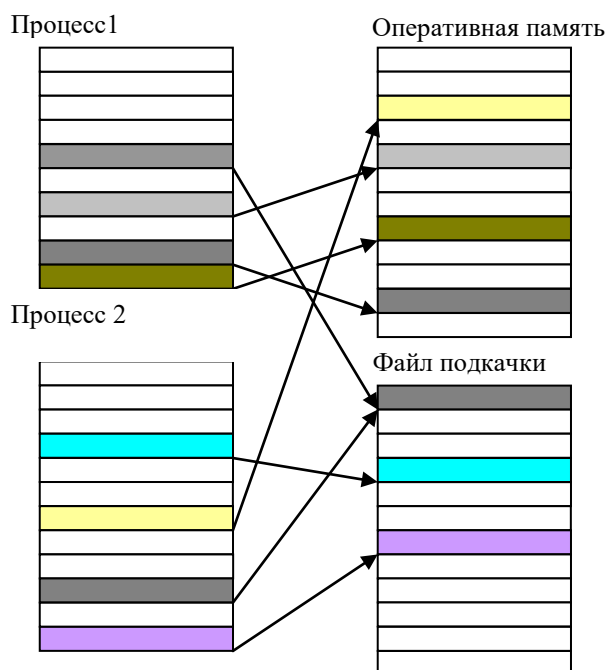 Процесс1
Оперативная память
Процесс 2
Файл подкачки